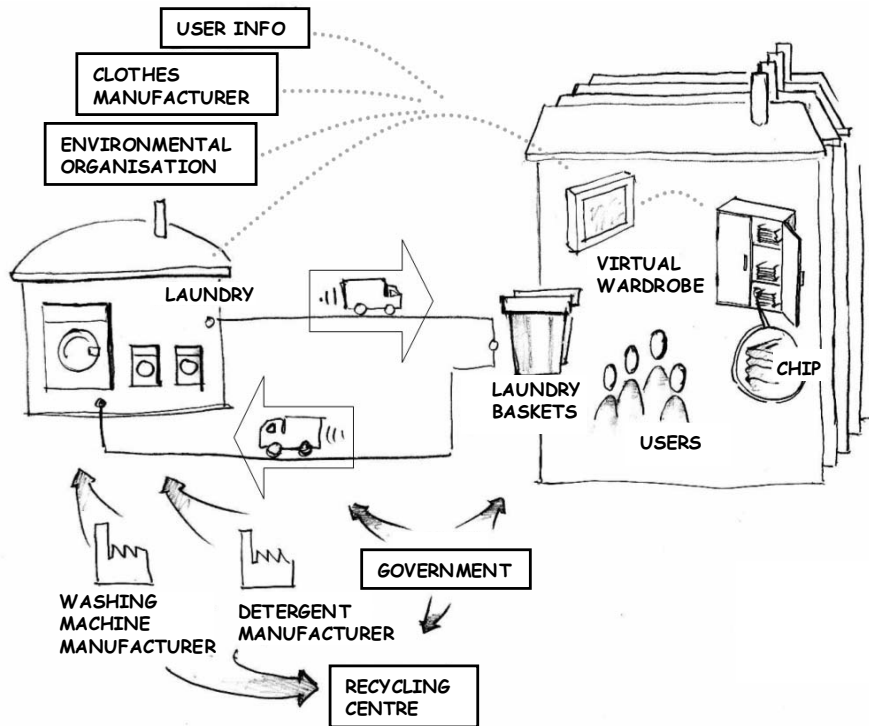 USER INFO
CLOTHES
MANUFACTURER
ENVIRONMENTAL
ORGANISATION
LAUNDRY
VIRTUAL
WARDROBE
CHIP
LAUNDRY
BASKETS
USERS
GOVERNMENT
WASHING
MACHINE
MANUFACTURER
DETERGENT
MANUFACTURER
RECYCLING
CENTRE